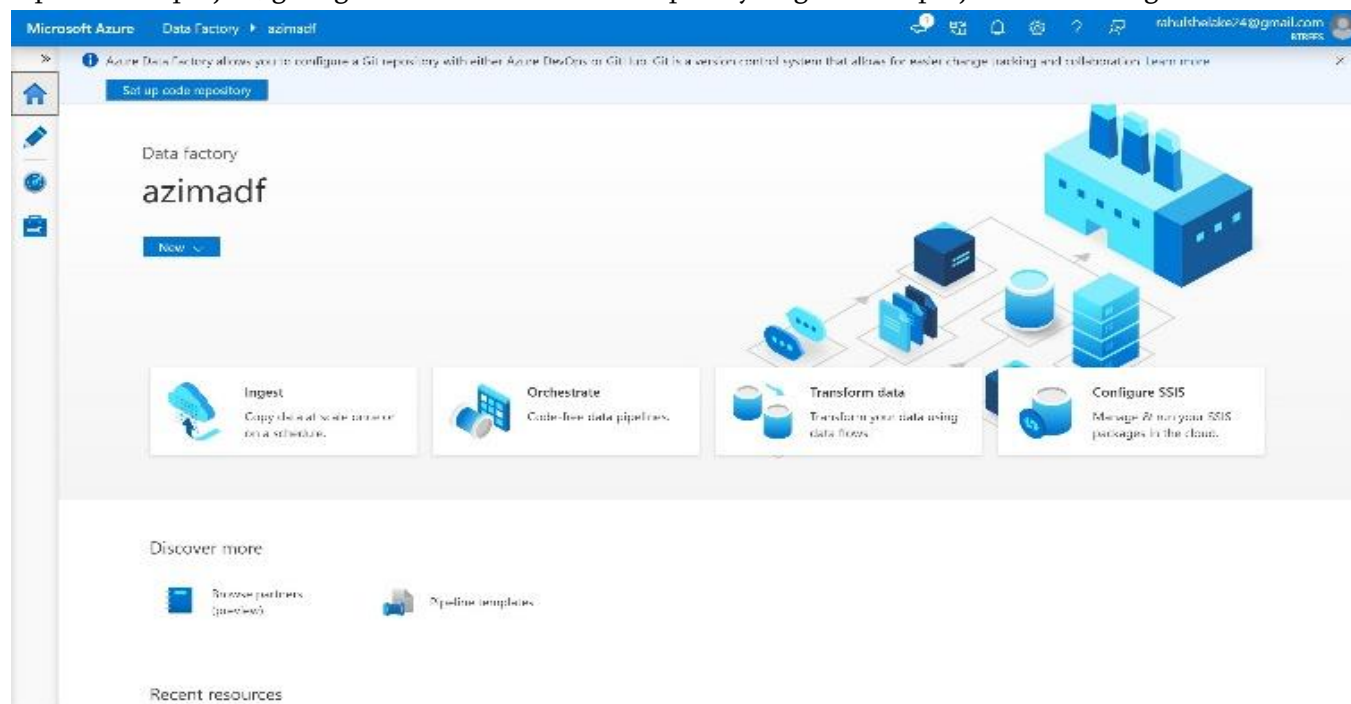 Microsoft Azure Data Factory azimadf
1
rahulshelake24@gmail.com
Azure Data Factory allows you to configure a Git repository with either Azure DevOps or GitHub. Git is a version control system that allows for easier change tracking and collaboration. Learn more
Set up code repository
Data factory
azimadf
New
Ingest
Copy data at scale once or
on a schedule.
Orchestrate
Code-free data pipelines.
Transform data
Transform your data using
data flows.
Configure SSIS
Manage & run your SSIS
packages in the cloud.
Discover more
Browse partners
(preview)
Pipeline templates
Recent resources